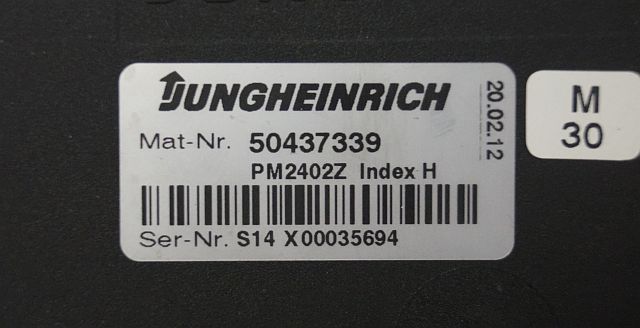 JUNGHEINRICH
Mat-Nr. 50437339
PM2402Z Index H
Ser-Nr. S14 X00035694
20.02.12
M
30